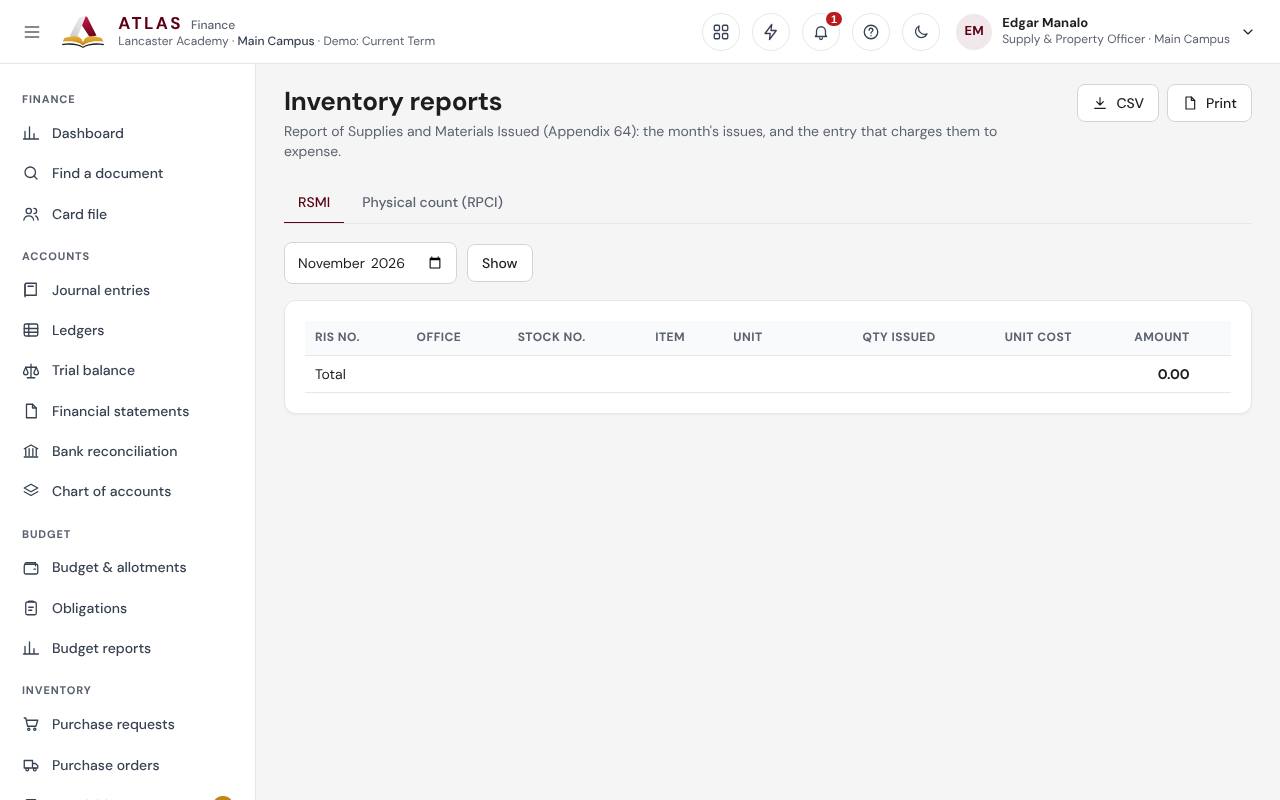 ATLAS Finance
Lancaster Academy · Main Campus · Demo: Current Term
1
EM
Edgar Manalo
Supply & Property Officer · Main Campus
FINANCE
Dashboard
Find a document
Card file
ACCOUNTS
Journal entries
Ledgers
Trial balance
Financial statements
Bank reconciliation
Chart of accounts
BUDGET
Budget & allotments
Obligations
Budget reports
INVENTORY
Purchase requests
Purchase orders
Inventory reports
CSV
Print
Report of Supplies and Materials Issued (Appendix 64): the month's issues, and the entry that charges them to
expense.
RSMI
Physical count (RPCI)
November 2026
Show
RIS NO. OFFICE STOCK NO. ITEM UNIT QTY ISSUED UNIT COST AMOUNT
Total 0.00